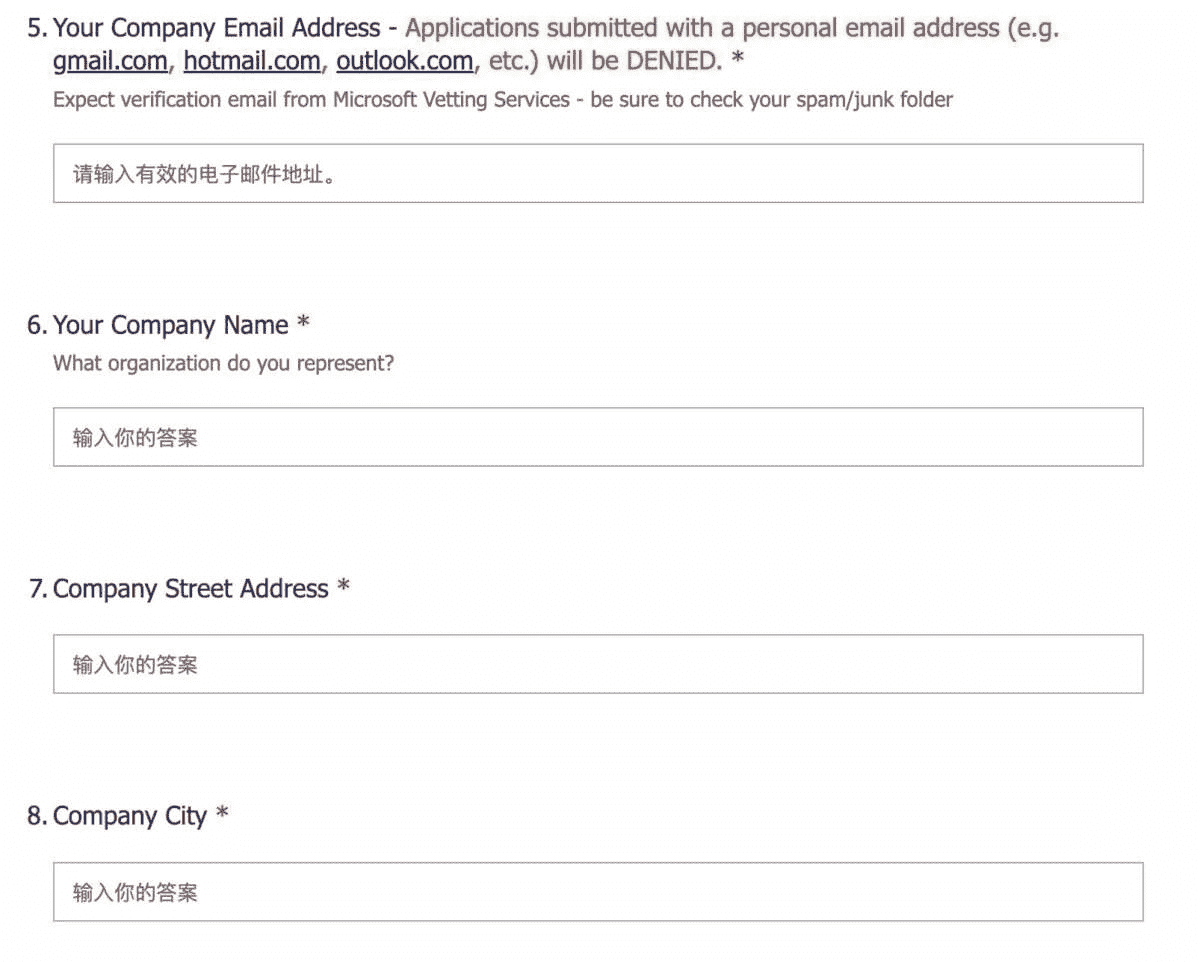 5. Your Company Email Address - Applications submitted with a personal email address (e.g.
gmail.com, hotmail.com, outlook.com, etc.) will be DENIED. *
Expect verification email from Microsoft Vetting Services - be sure to check your spam/junk folder
请输入有效的电子邮件地址。
6. Your Company Name *
What organization do you represent?
输入你的答案
7. Company Street Address *
输入你的答案
8. Company City *
输入你的答案